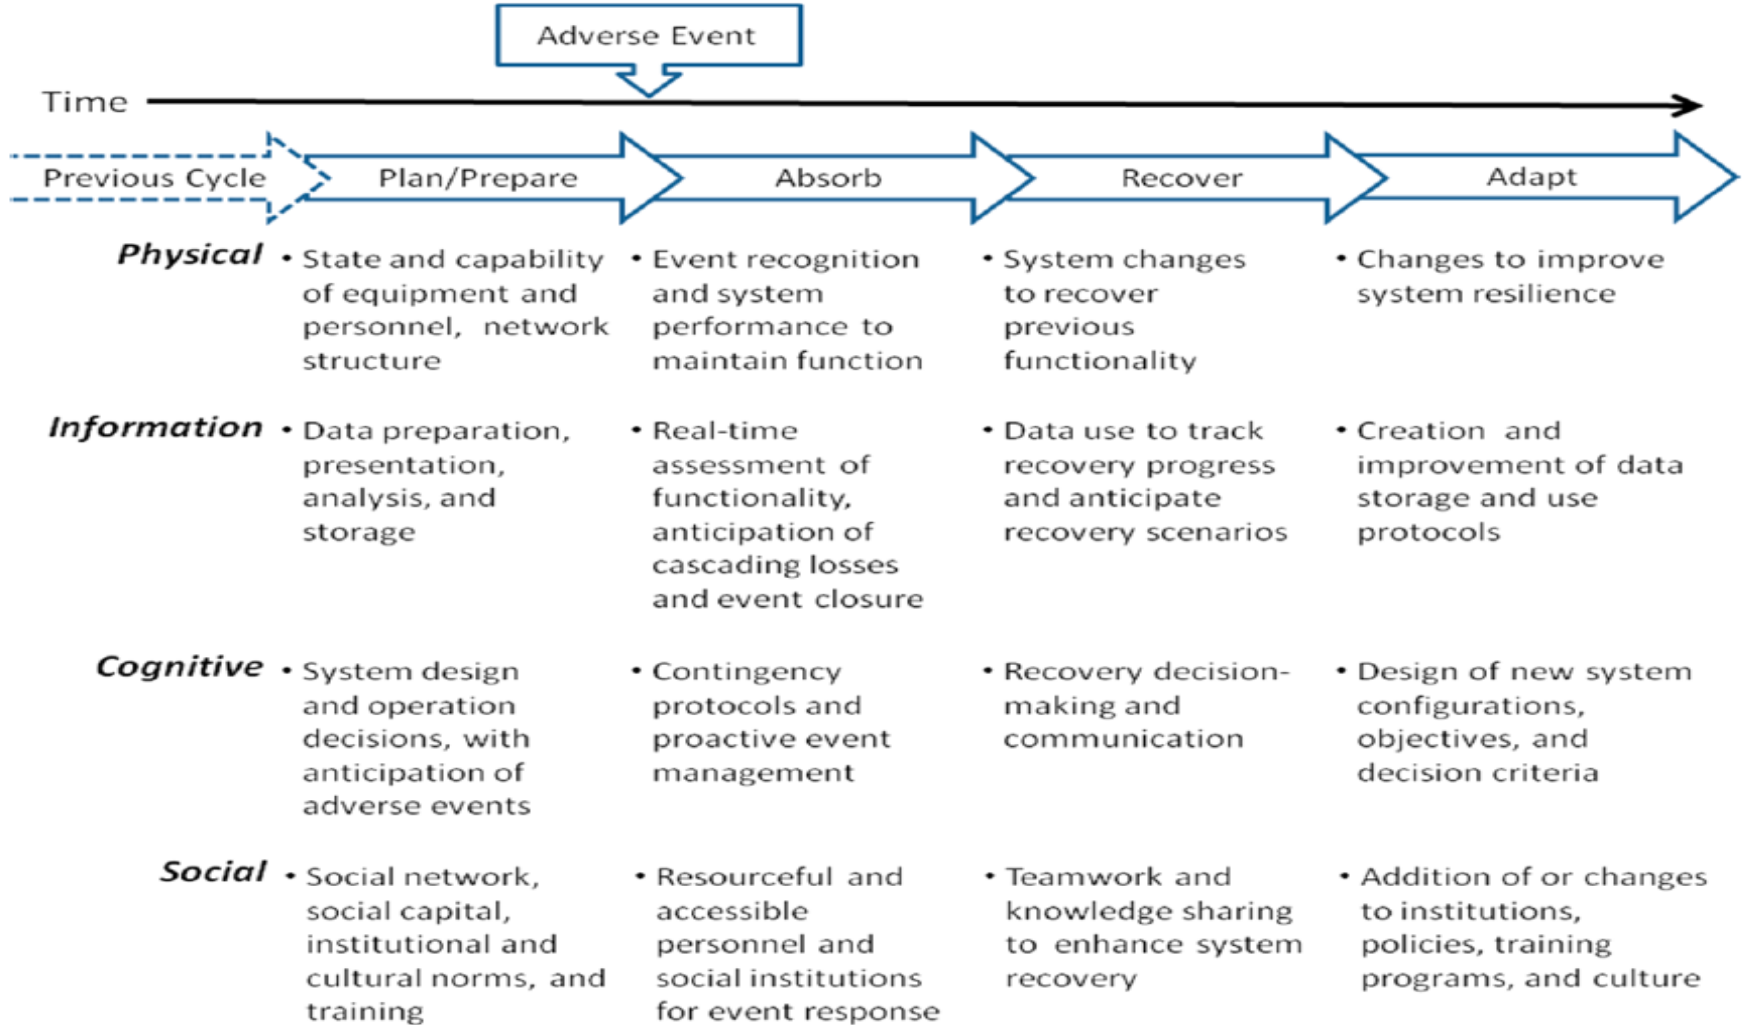 Adverse Event
Time
Previous Cycle
Plan/Prepare
Absorb
Recover
Adapt
Physical
• State and capability
of equipment and
personnel, network
structure
• Event recognition
and system
performance to
maintain function
• System changes
to recover
previous
functionality
• Changes to improve
system resilience
Information
• Data preparation,
presentation,
analysis, and
storage
• Real-time
assessment of
functionality,
anticipation of
cascading losses
and event closure
• Data use to track
recovery progress
and anticipate
recovery scenarios
• Creation and
improvement of data
storage and use
protocols
Cognitive
• System design
and operation
decisions, with
anticipation of
adverse events
• Contingency
protocols and
proactive event
management
• Recovery decision-
making and
communication
• Design of new system
configurations,
objectives, and
decision criteria
Social
• Social network,
social capital,
institutional and
cultural norms, and
training
• Resourceful and
accessible
personnel and
social institutions
for event response
• Teamwork and
knowledge sharing
to enhance system
recovery
• Addition of or changes
to institutions,
policies, training
programs, and culture